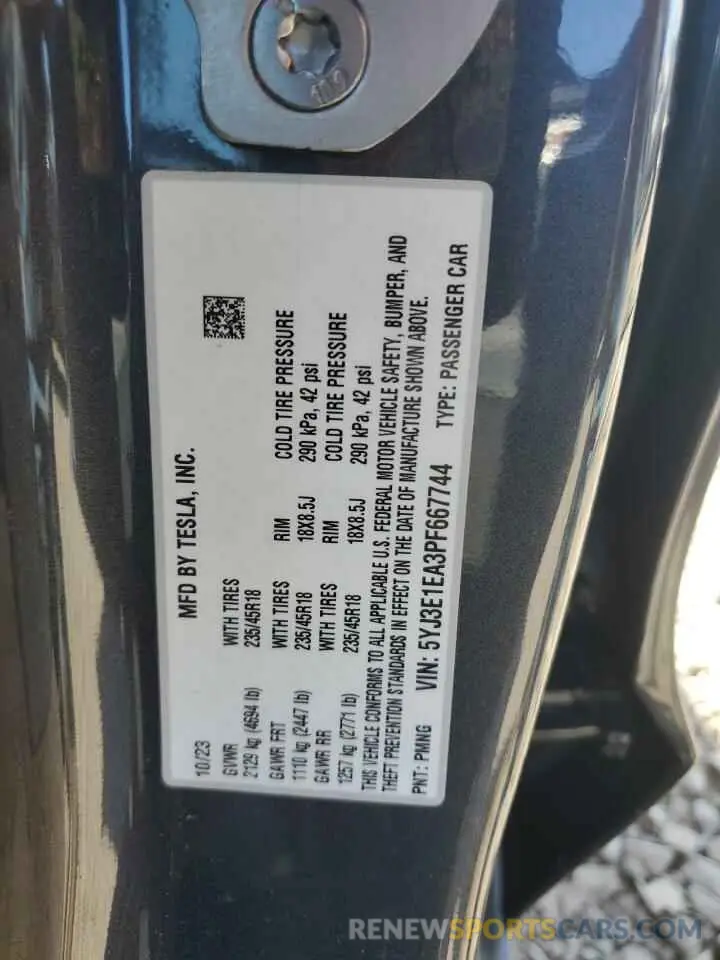 MFD BY TESLA, INC.
10/23
GVWR
2129 kg (4694 lb)
WITH TIRES
235/45R18
GAWR FRT WITH TIRES RIM COLD TIRE PRESSURE
1110 kg (2447 lb) 235/45R18 18X8.5J 290 kPa, 42 psi
GAWR RR WITH TIRES RIM COLD TIRE PRESSURE
1257 kg (2771 lb) 235/45R18 18X8.5J 290 kPa, 42 psi
THIS VEHICLE CONFORMS TO ALL APPLICABLE U.S. FEDERAL MOTOR VEHICLE SAFETY, BUMPER, AND
THEFT PREVENTION STANDARDS IN EFFECT ON THE DATE OF MANUFACTURE SHOWN ABOVE.
PNT: PMNG VIN: 5YJ3E1EA3PF667744 TYPE: PASSENGER CAR
RENEWSPORTSCARS.COM